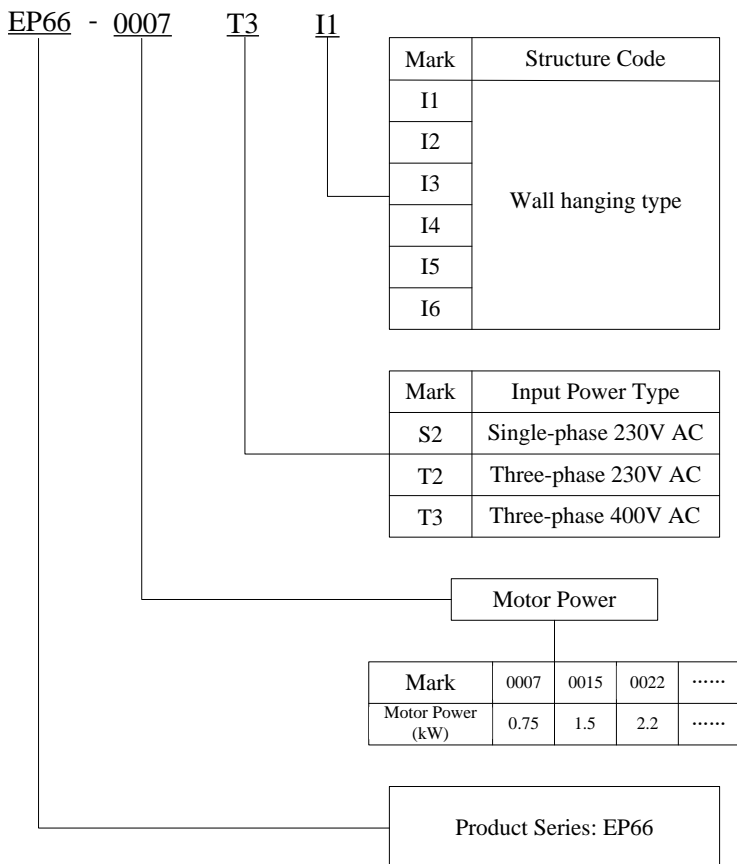 EP66 - 0007 T3 I1
Mark Structure Code
I1
I2
I3
I4
I5
I6
Wall hanging type
Mark Input Power Type
S2 Single-phase 230V AC
T2 Three-phase 230V AC
T3 Three-phase 400V AC
Motor Power
Mark 0007 0015 0022 ······
Motor Power
(kW) 0.75 1.5 2.2 ······
Product Series: EP66